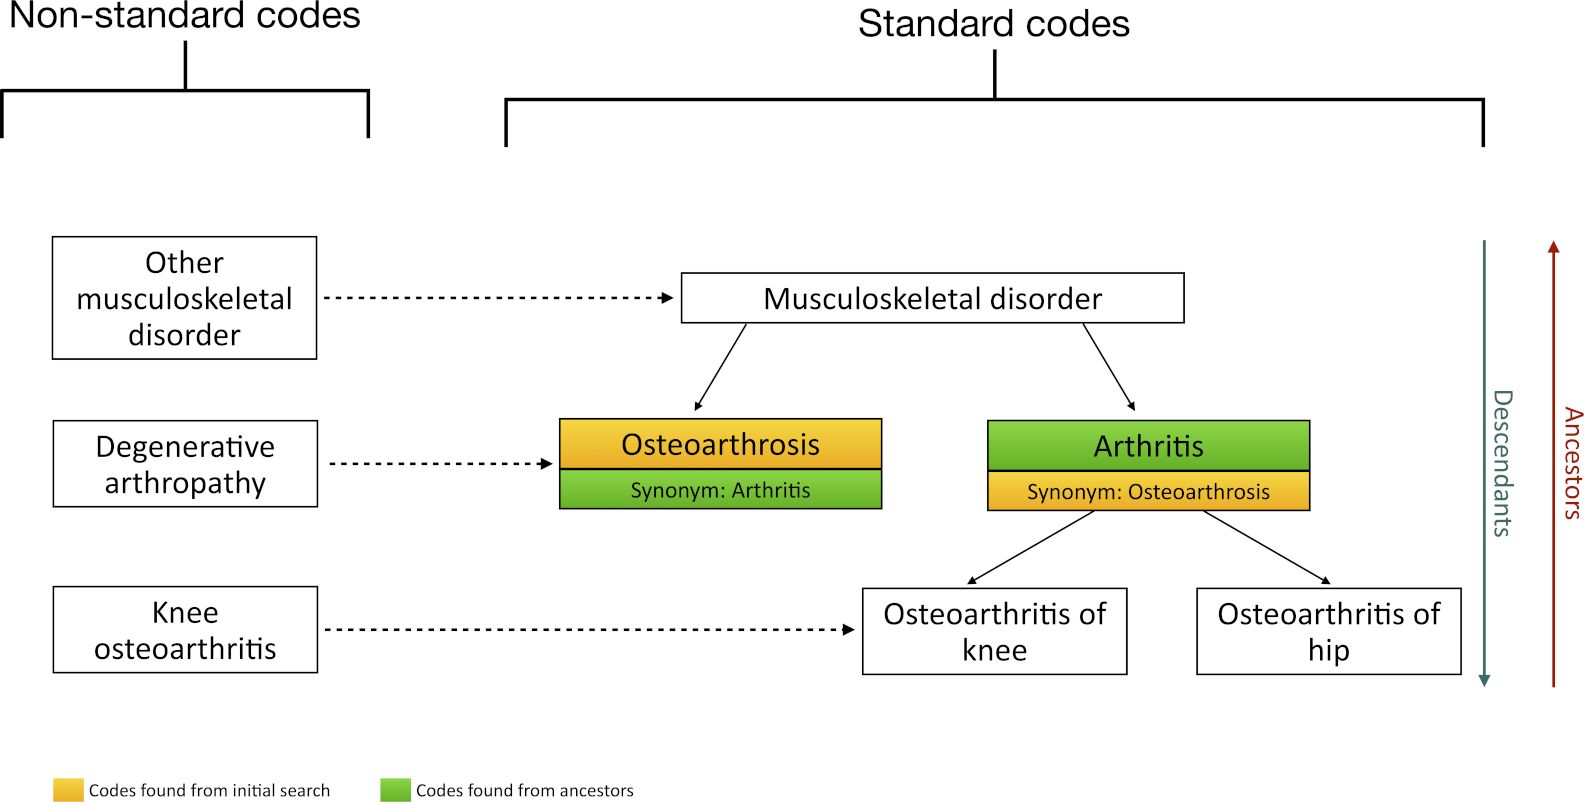 Non-standard codes
Standard codes
Other
musculoskeletal
disorder
Musculoskeletal disorder
Degenerative
arthropathy
Osteoarthrosis
Synonym: Arthritis
Arthritis
Synonym: Osteoarthrosis
Knee
osteoarthritis
Osteoarthritis of
knee
Osteoarthritis of
hip
Descendants
Ancestors
Codes found from initial search
Codes found from ancestors